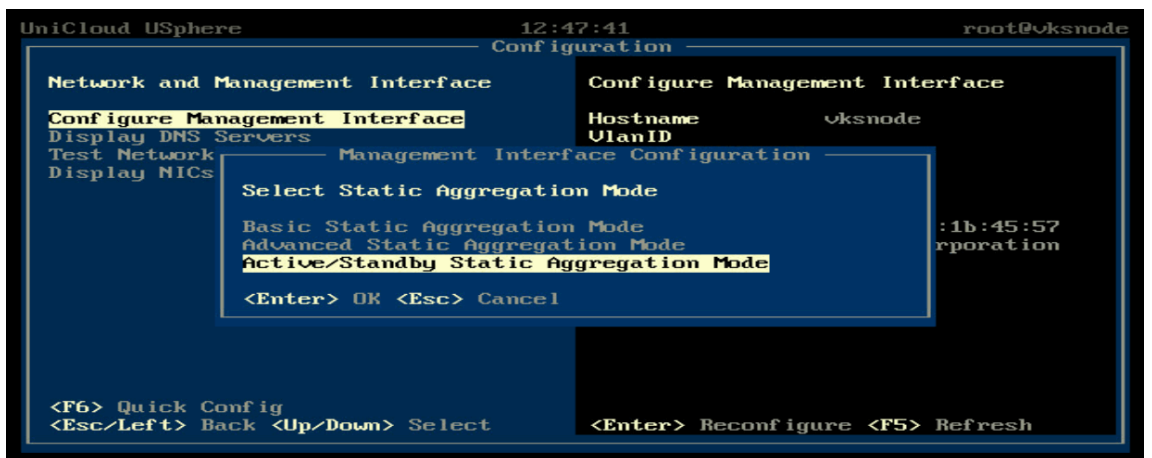 UniCloud USphere 12:47:41 root@vksnode
Configuration
Network and Management Interface
Configure Management Interface
Configure Management Interface
Display DNS Servers
Test Network
Display NICs
Hostname vksnode
VlanID
Management Interface Configuration
Select Static Aggregation Mode
Basic Static Aggregation Mode
Advanced Static Aggregation Mode
Active/Standby Static Aggregation Mode
<Enter> OK <Esc> Cancel
:1b:45:57
rporation
<F6> Quick Config
<Esc/Left> Back <Up/Down> Select
<Enter> Reconfigure <F5> Refresh